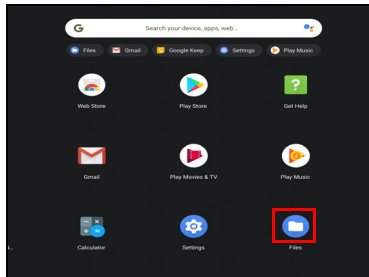 G Search your device, apps, web...
Files Gmail Google Keep Settings Play Music
Web Store Play Store Get Help
Gmail Play Movies & TV Play Music
Calculator Settings Files